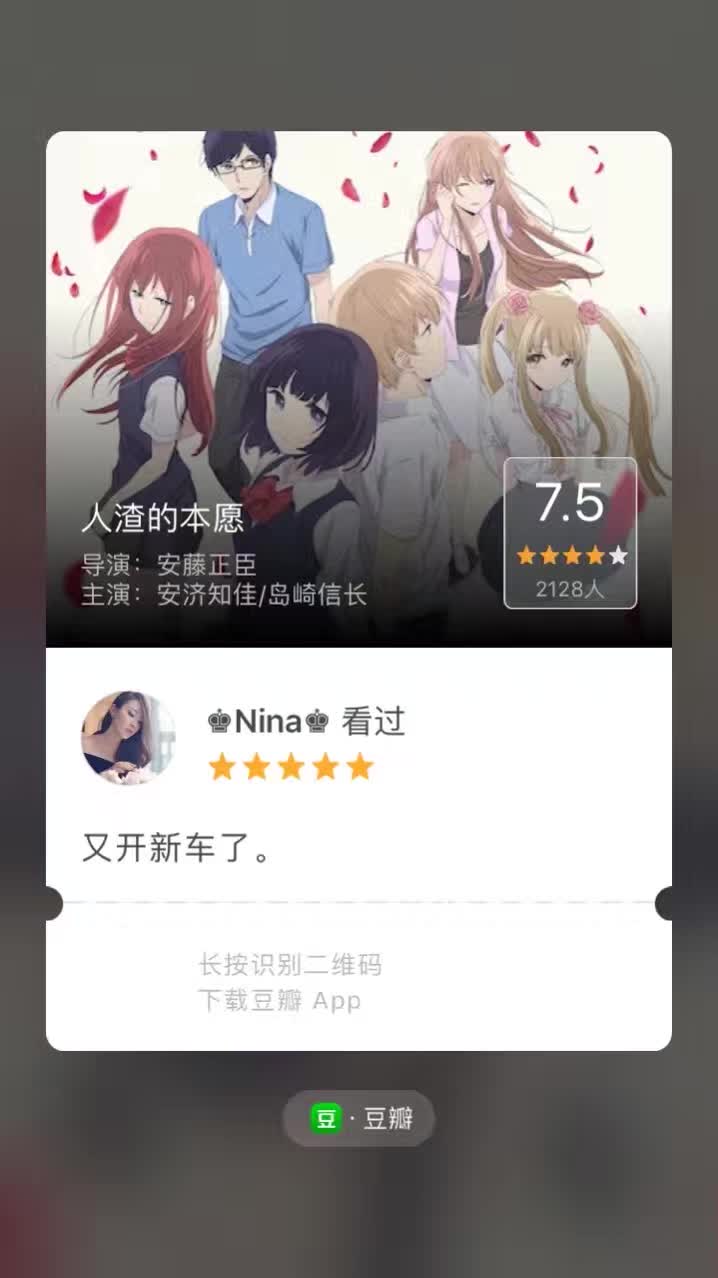 人渣的本愿
导演：安藤正臣
主演：安济知佳/岛崎信长
7.5
2128人
♚Nina♚ 看过
又开新车了。
长按识别二维码
下载豆瓣 App
豆 · 豆瓣